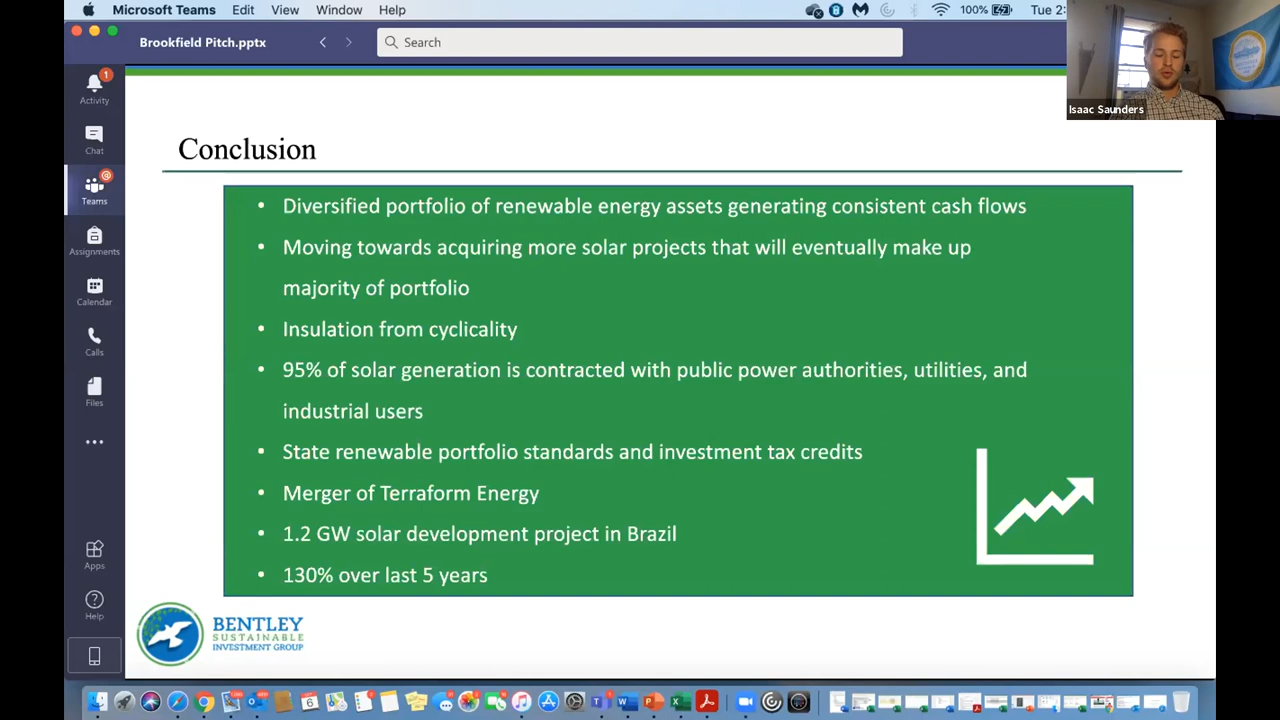 Microsoft Teams Edit View Window Help
100%
Tue 2:
Brookfield Pitch.pptx
Search
Isaac Saunders
1
Activity
Chat
Teams
Assignments
Calendar
Calls
Files
Apps
Help
Conclusion
• Diversified portfolio of renewable energy assets generating consistent cash flows
• Moving towards acquiring more solar projects that will eventually make up
majority of portfolio
• Insulation from cyclicality
• 95% of solar generation is contracted with public power authorities, utilities, and
industrial users
• State renewable portfolio standards and investment tax credits
• Merger of Terraform Energy
• 1.2 GW solar development project in Brazil
• 130% over last 5 years
BENTLEY
SUSTAINABLE
INVESTMENT GROUP